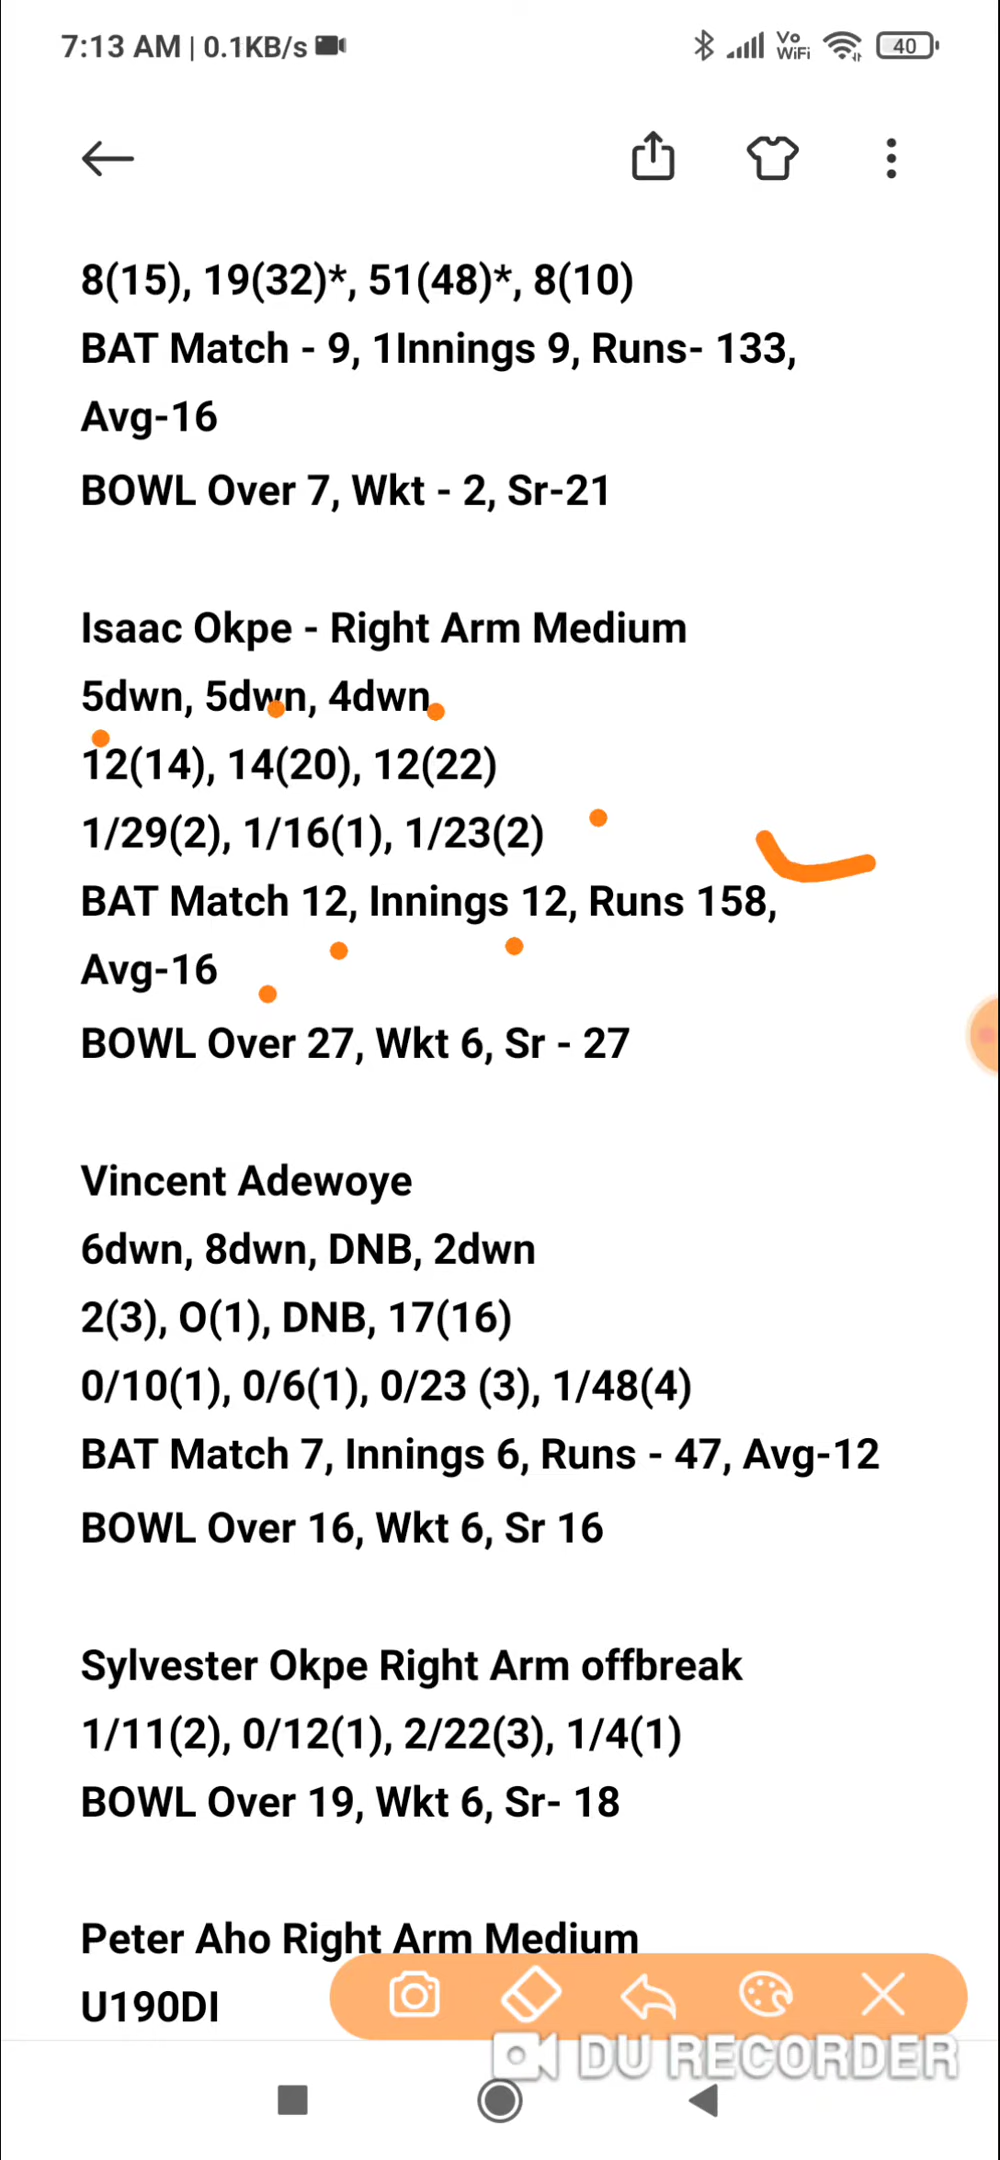 7:13 AM | 0.1KB/s
Vo WiFi
40
8(15), 19(32)*, 51(48)*, 8(10)
BAT Match - 9, 1Innings 9, Runs- 133,
Avg-16
BOWL Over 7, Wkt - 2, Sr-21
Isaac Okpe - Right Arm Medium
5dwn, 5dwn, 4dwn
12(14), 14(20), 12(22)
1/29(2), 1/16(1), 1/23(2)
BAT Match 12, Innings 12, Runs 158,
Avg-16
BOWL Over 27, Wkt 6, Sr - 27
Vincent Adewoye
6dwn, 8dwn, DNB, 2dwn
2(3), O(1), DNB, 17(16)
0/10(1), 0/6(1), 0/23 (3), 1/48(4)
BAT Match 7, Innings 6, Runs - 47, Avg-12
BOWL Over 16, Wkt 6, Sr 16
Sylvester Okpe Right Arm offbreak
1/11(2), 0/12(1), 2/22(3), 1/4(1)
BOWL Over 19, Wkt 6, Sr- 18
Peter Aho Right Arm Medium
U19ODI
DU RECORDER